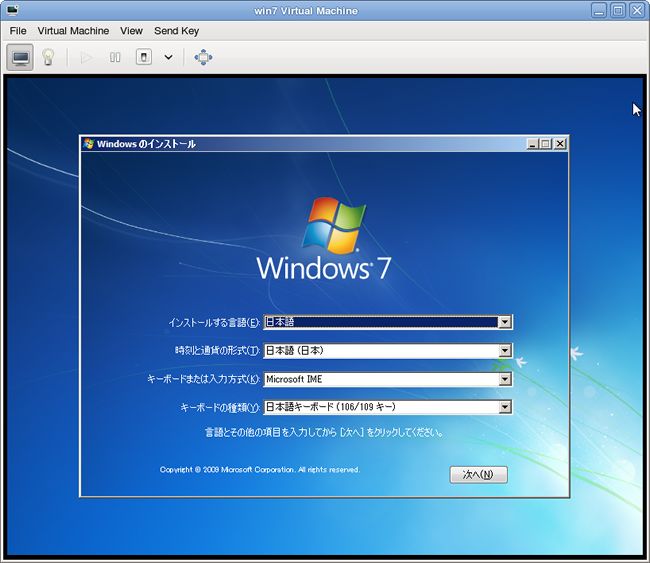 win7 Virtual Machine
File Virtual Machine View Send Key
Windows のインストール
Windows 7
インストールする言語(E): 日本語
時刻と通貨の形式(T): 日本語 (日本)
キーボードまたは入力方式(K): Microsoft IME
キーボードの種類(Y): 日本語キーボード (106/109 キー)
言語とその他の項目を入力してから [次へ] をクリックしてください。
Copyright © 2009 Microsoft Corporation. All rights reserved.
次へ(N)